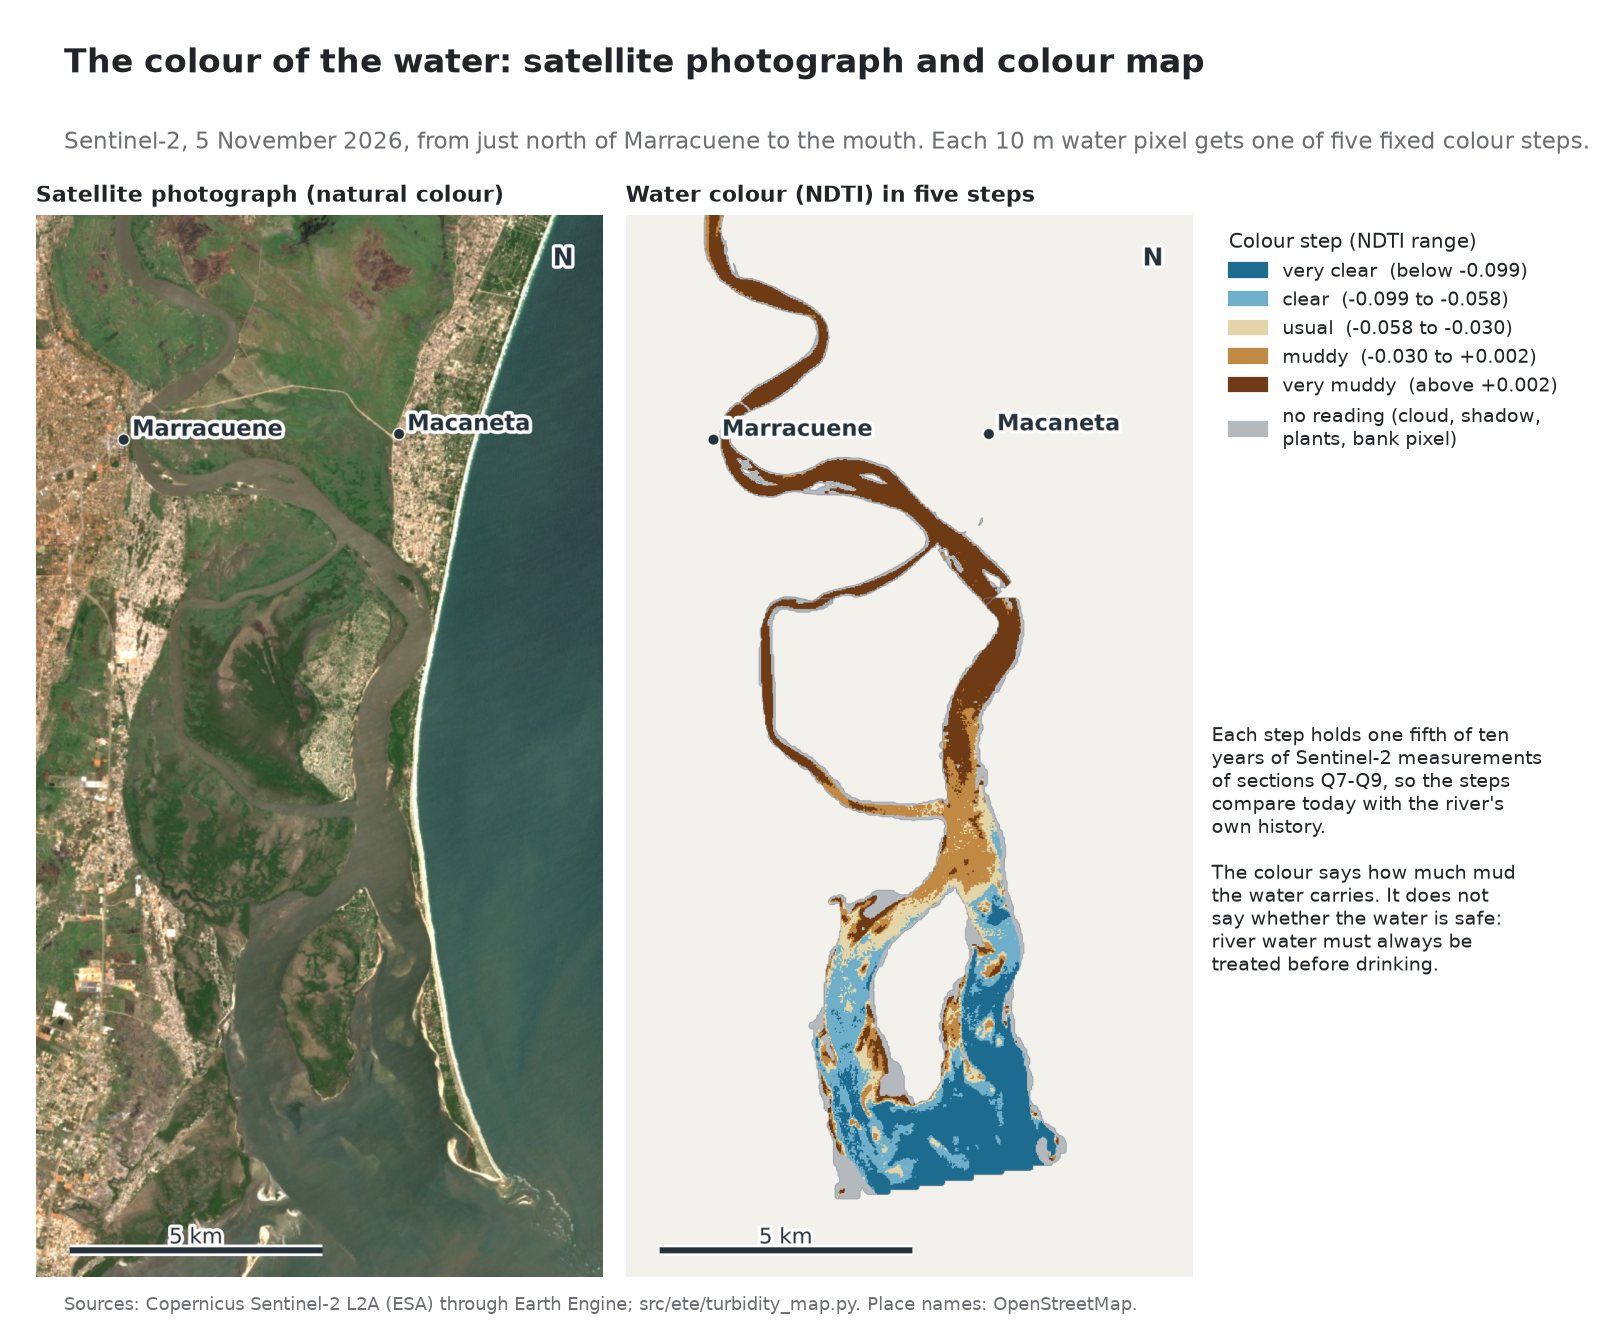 The colour of the water: satellite photograph and colour map
Sentinel-2, 5 November 2026, from just north of Marracuene to the mouth. Each 10 m water pixel gets one of five fixed colour steps.
Satellite photograph (natural colour)
N
Marracuene
Macaneta
5 km
Water colour (NDTI) in five steps
N
Marracuene
Macaneta
5 km
Colour step (NDTI range)
very clear (below -0.099)
clear (-0.099 to -0.058)
usual (-0.058 to -0.030)
muddy (-0.030 to +0.002)
very muddy (above +0.002)
no reading (cloud, shadow,
plants, bank pixel)
Each step holds one fifth of ten
years of Sentinel-2 measurements
of sections Q7-Q9, so the steps
compare today with the river's
own history.
The colour says how much mud
the water carries. It does not
say whether the water is safe:
river water must always be
treated before drinking.
Sources: Copernicus Sentinel-2 L2A (ESA) through Earth Engine; src/ete/turbidity_map.py. Place names: OpenStreetMap.